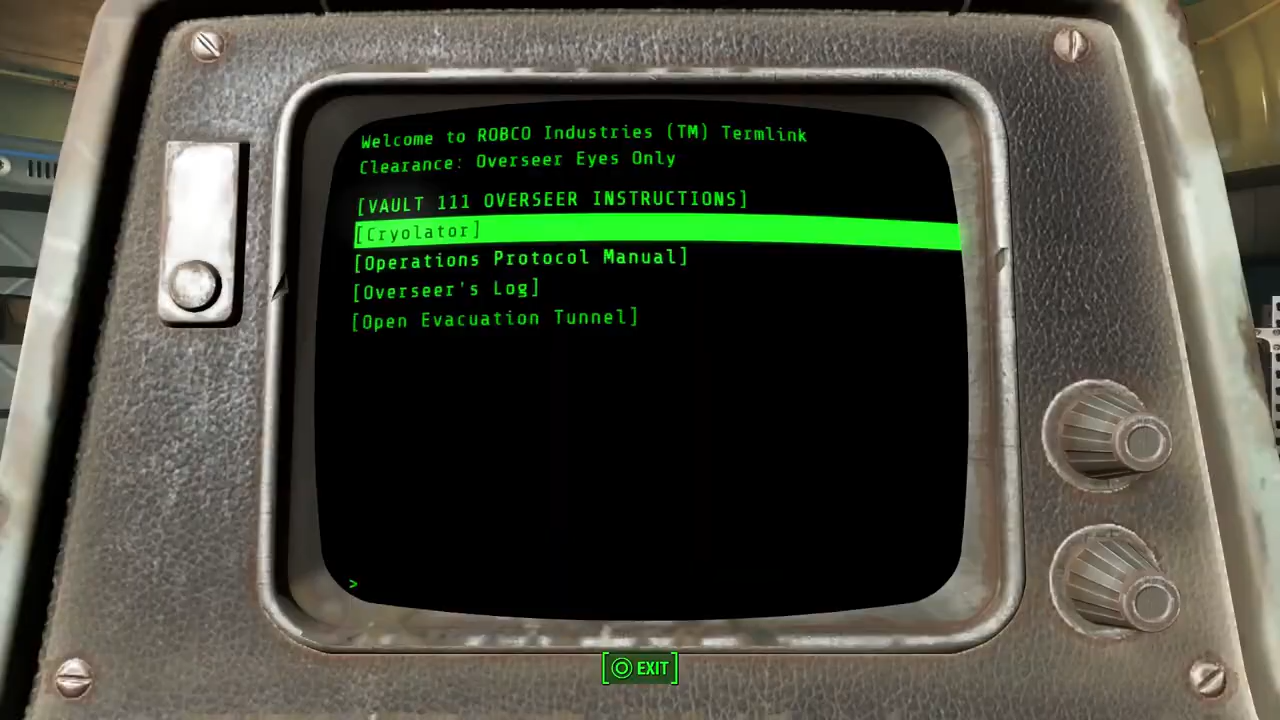 Welcome to ROBCO Industries (TM) Termlink
Clearance: Overseer Eyes Only
[VAULT 111 OVERSEER INSTRUCTIONS]
[Cryolator]
[Operations Protocol Manual]
[Overseer's Log]
[Open Evacuation Tunnel]
>
EXIT